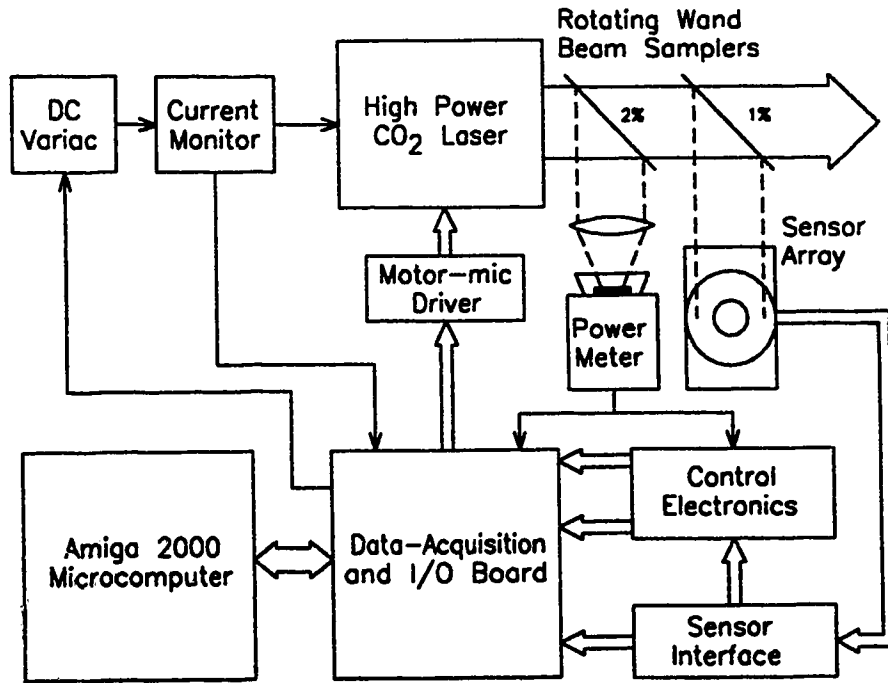 Rotating Wand
Beam Samplers
DC
Variac
Current
Monitor
High Power
CO2 Laser
2%
1%
Sensor
Array
Motor-mic
Driver
Power
Meter
Control
Electronics
Amiga 2000
Microcomputer
Data-Acquisition
and I/O Board
Sensor
Interface